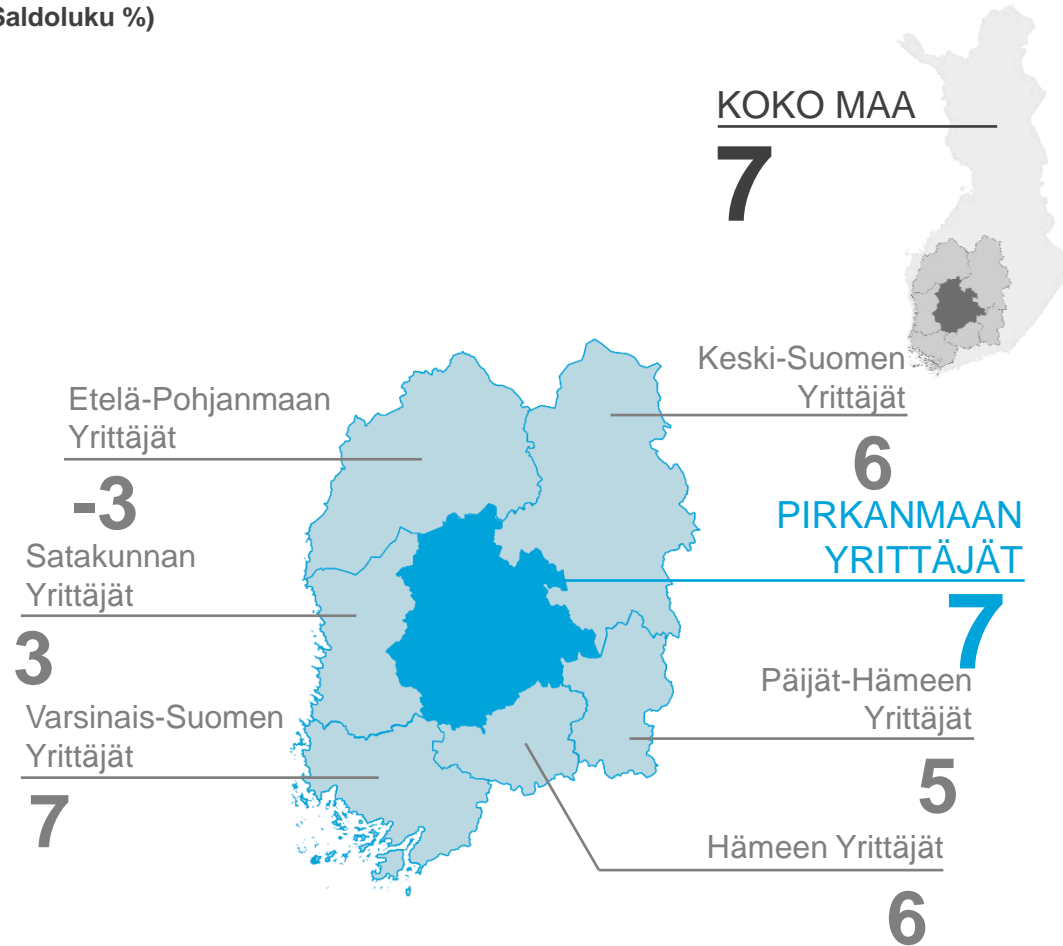 Saldoluku %)
KOKO MAA
7
Keski-Suomen
Yrittäjät
6
Etelä-Pohjanmaan
Yrittäjät
-3
PIRKANMAAN
YRITTÄJÄT
7
Satakunnan
Yrittäjät
3
Päijät-Hämeen
Yrittäjät
5
Varsinais-Suomen
Yrittäjät
7
Hämeen Yrittäjät
6